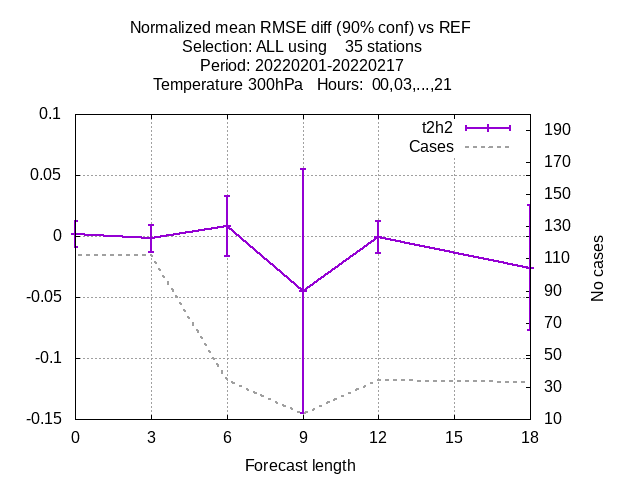 Normalized mean RMSE diff (90% conf) vs REF
Selection: ALL using    35 stations
Period: 20220201-20220217
Temperature 300hPa   Hours:  00,03,...,21
t2h2
Cases
0.1
0.05
0
-0.05
-0.1
-0.15
190
170
150
130
110
90
70
50
30
10
No cases
0 3 6 9 12 15 18
Forecast length